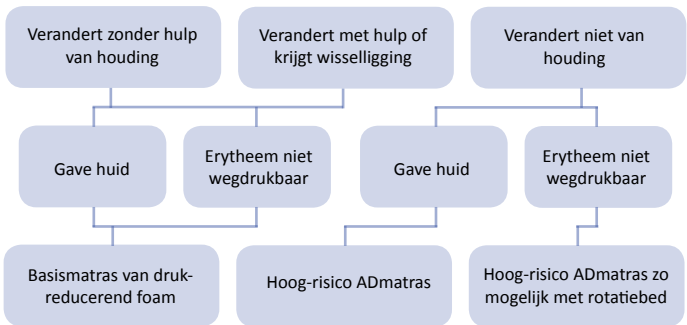 Verandert zonder hulp
van houding
Verandert met hulp of
krijgt wisselligging
Verandert niet van
houding
Gave huid
Erytheem niet
wegdrukbaar
Gave huid
Erytheem niet
wegdrukbaar
Basismatras van druk-
reducerend foam
Hoog-risico ADmatras
Hoog-risico ADmatras zo
mogelijk met rotatiebed